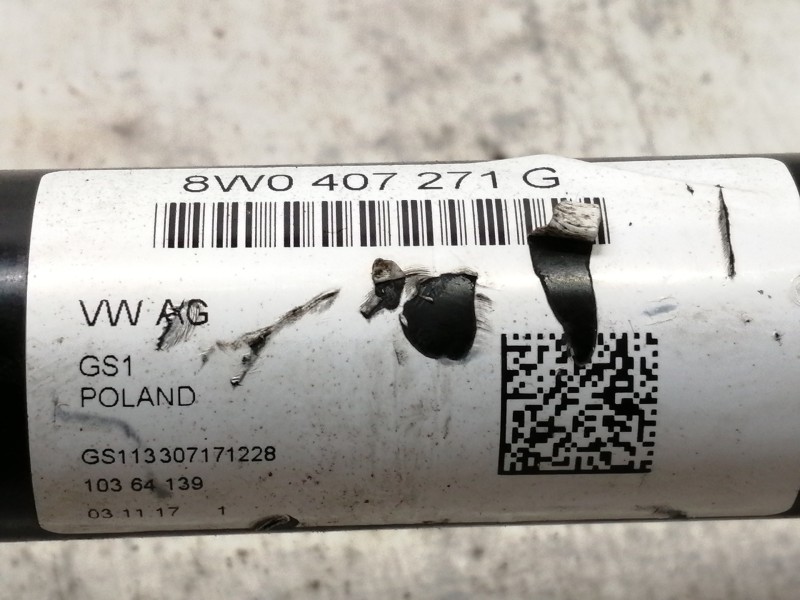 8W0 407 271 G
VW AG
GS1
POLAND
GS113307171228
103 64 139
03 11 17 1